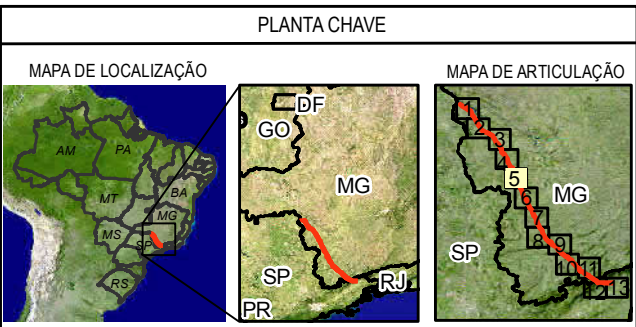 PLANTA CHAVE
MAPA DE LOCALIZAÇÃO
MAPA DE ARTICULAÇÃO
AM
PA
MT
BA
MG
MS
SP
RS
DF
GO
MG
SP
RJ
PR
1
2
3
4
5
6
MG
7
8
9
SP
10
11
12
13